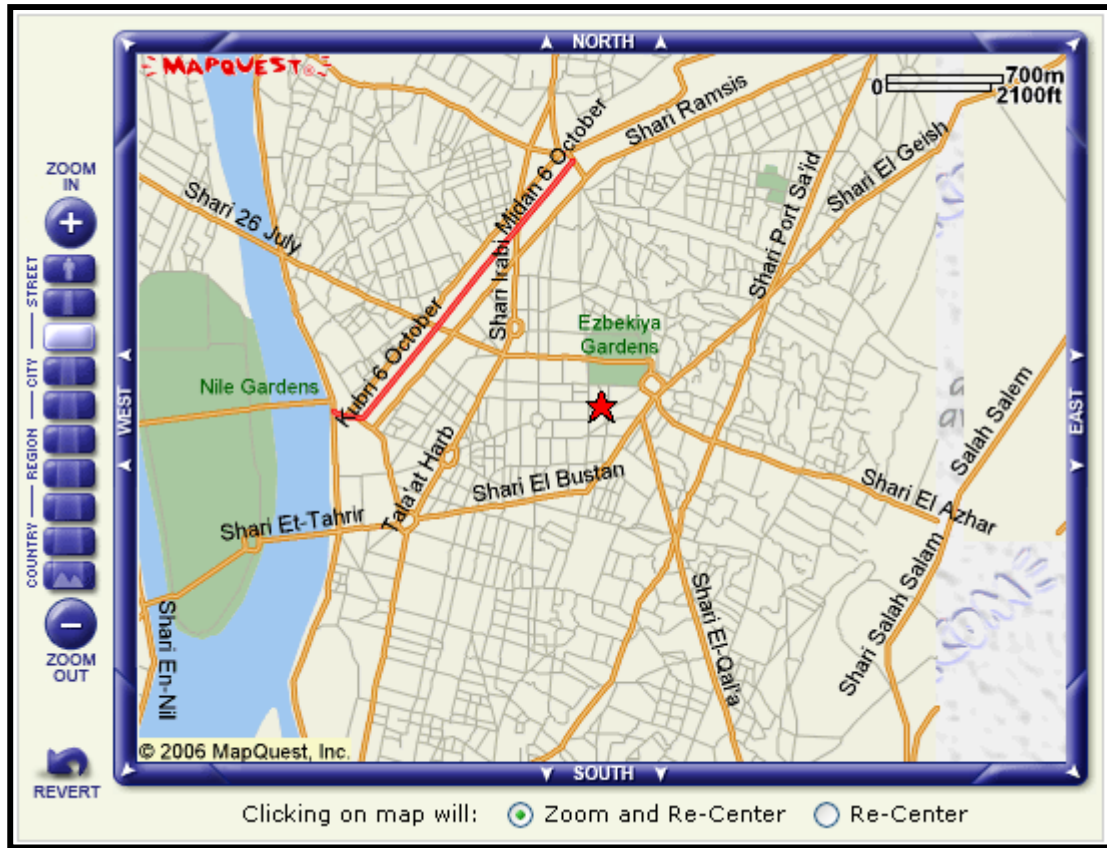 NORTH
MAPQUEST
0 700m
2100ft
Shari Ramsis
Midan 6 October
Shari El Geish
Shari Port Sa'id
ZOOM
IN
STREET
Shari 26 July
Shari Irabi
Ezbekiya
Gardens
Kubri 6 October
CITY
Nile Gardens
WEST
EAST
Salah Salem
REGION
Tala'at Harb
Shari El Bustan
Shari El Azhar
Shari Et-Tahrir
COUNTRY
Shari Salah Salam
Shari El-Qal'a
Shari En-Nil
ZOOM
OUT
© 2006 MapQuest, Inc.
REVERT
SOUTH
Clicking on map will: Zoom and Re-Center Re-Center